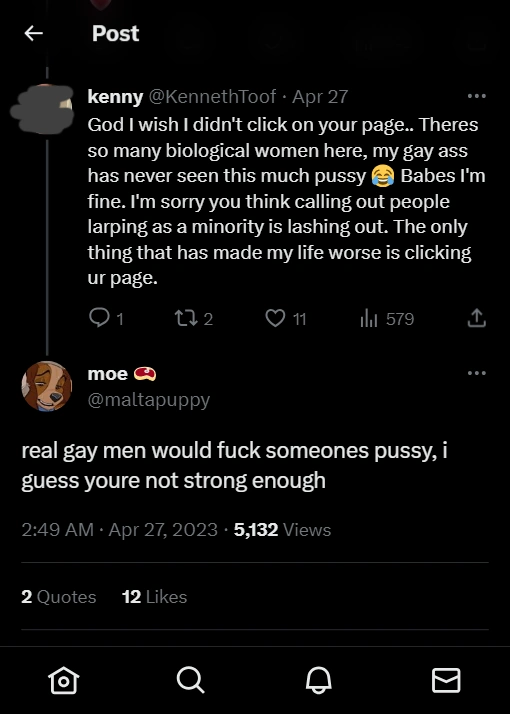 Post
kenny @KennethToof · Apr 27
God I wish I didn't click on your page.. Theres
so many biological women here, my gay ass
has never seen this much pussy 😂 Babes I'm
fine. I'm sorry you think calling out people
larping as a minority is lashing out. The only
thing that has made my life worse is clicking
ur page.
1 2 11 579
moe 🥩
@maltapuppy
real gay men would fuck someones pussy, i
guess youre not strong enough
2:49 AM · Apr 27, 2023 · 5,132 Views
2 Quotes 12 Likes